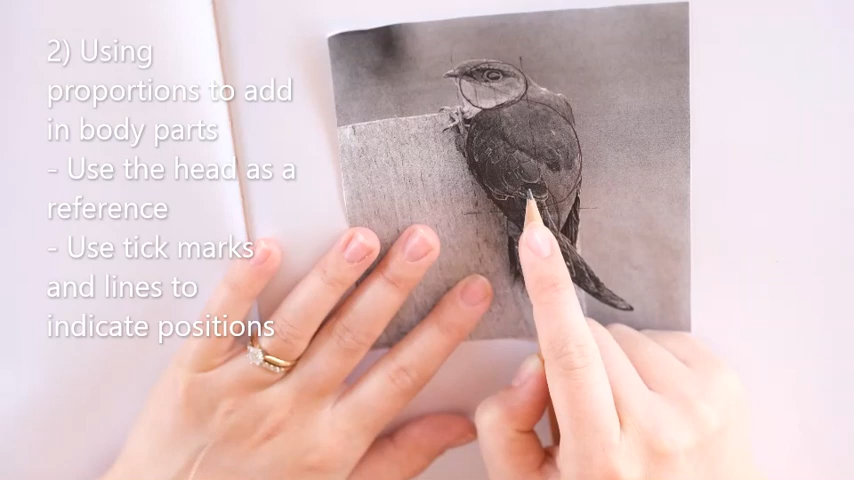 2) Using
proportions to add
in body parts
- Use the head as a
reference
- Use tick marks
and lines to
indicate positions